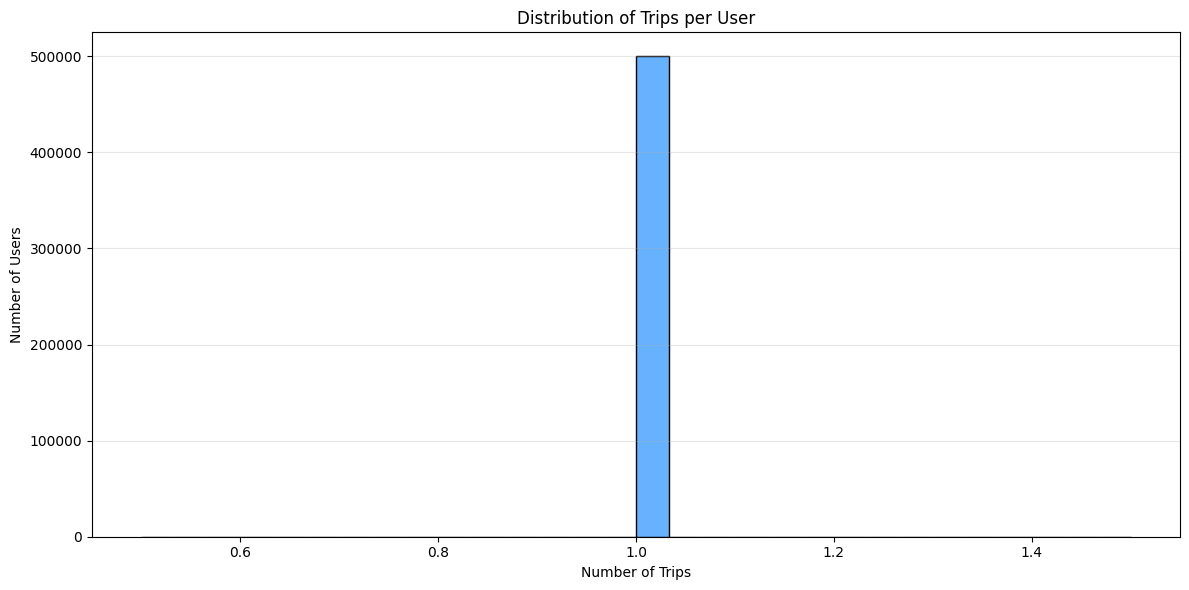 Distribution of Trips per User
Number of Users
500000
400000
300000
200000
100000
0
0.6 0.8 1.0 1.2 1.4
Number of Trips